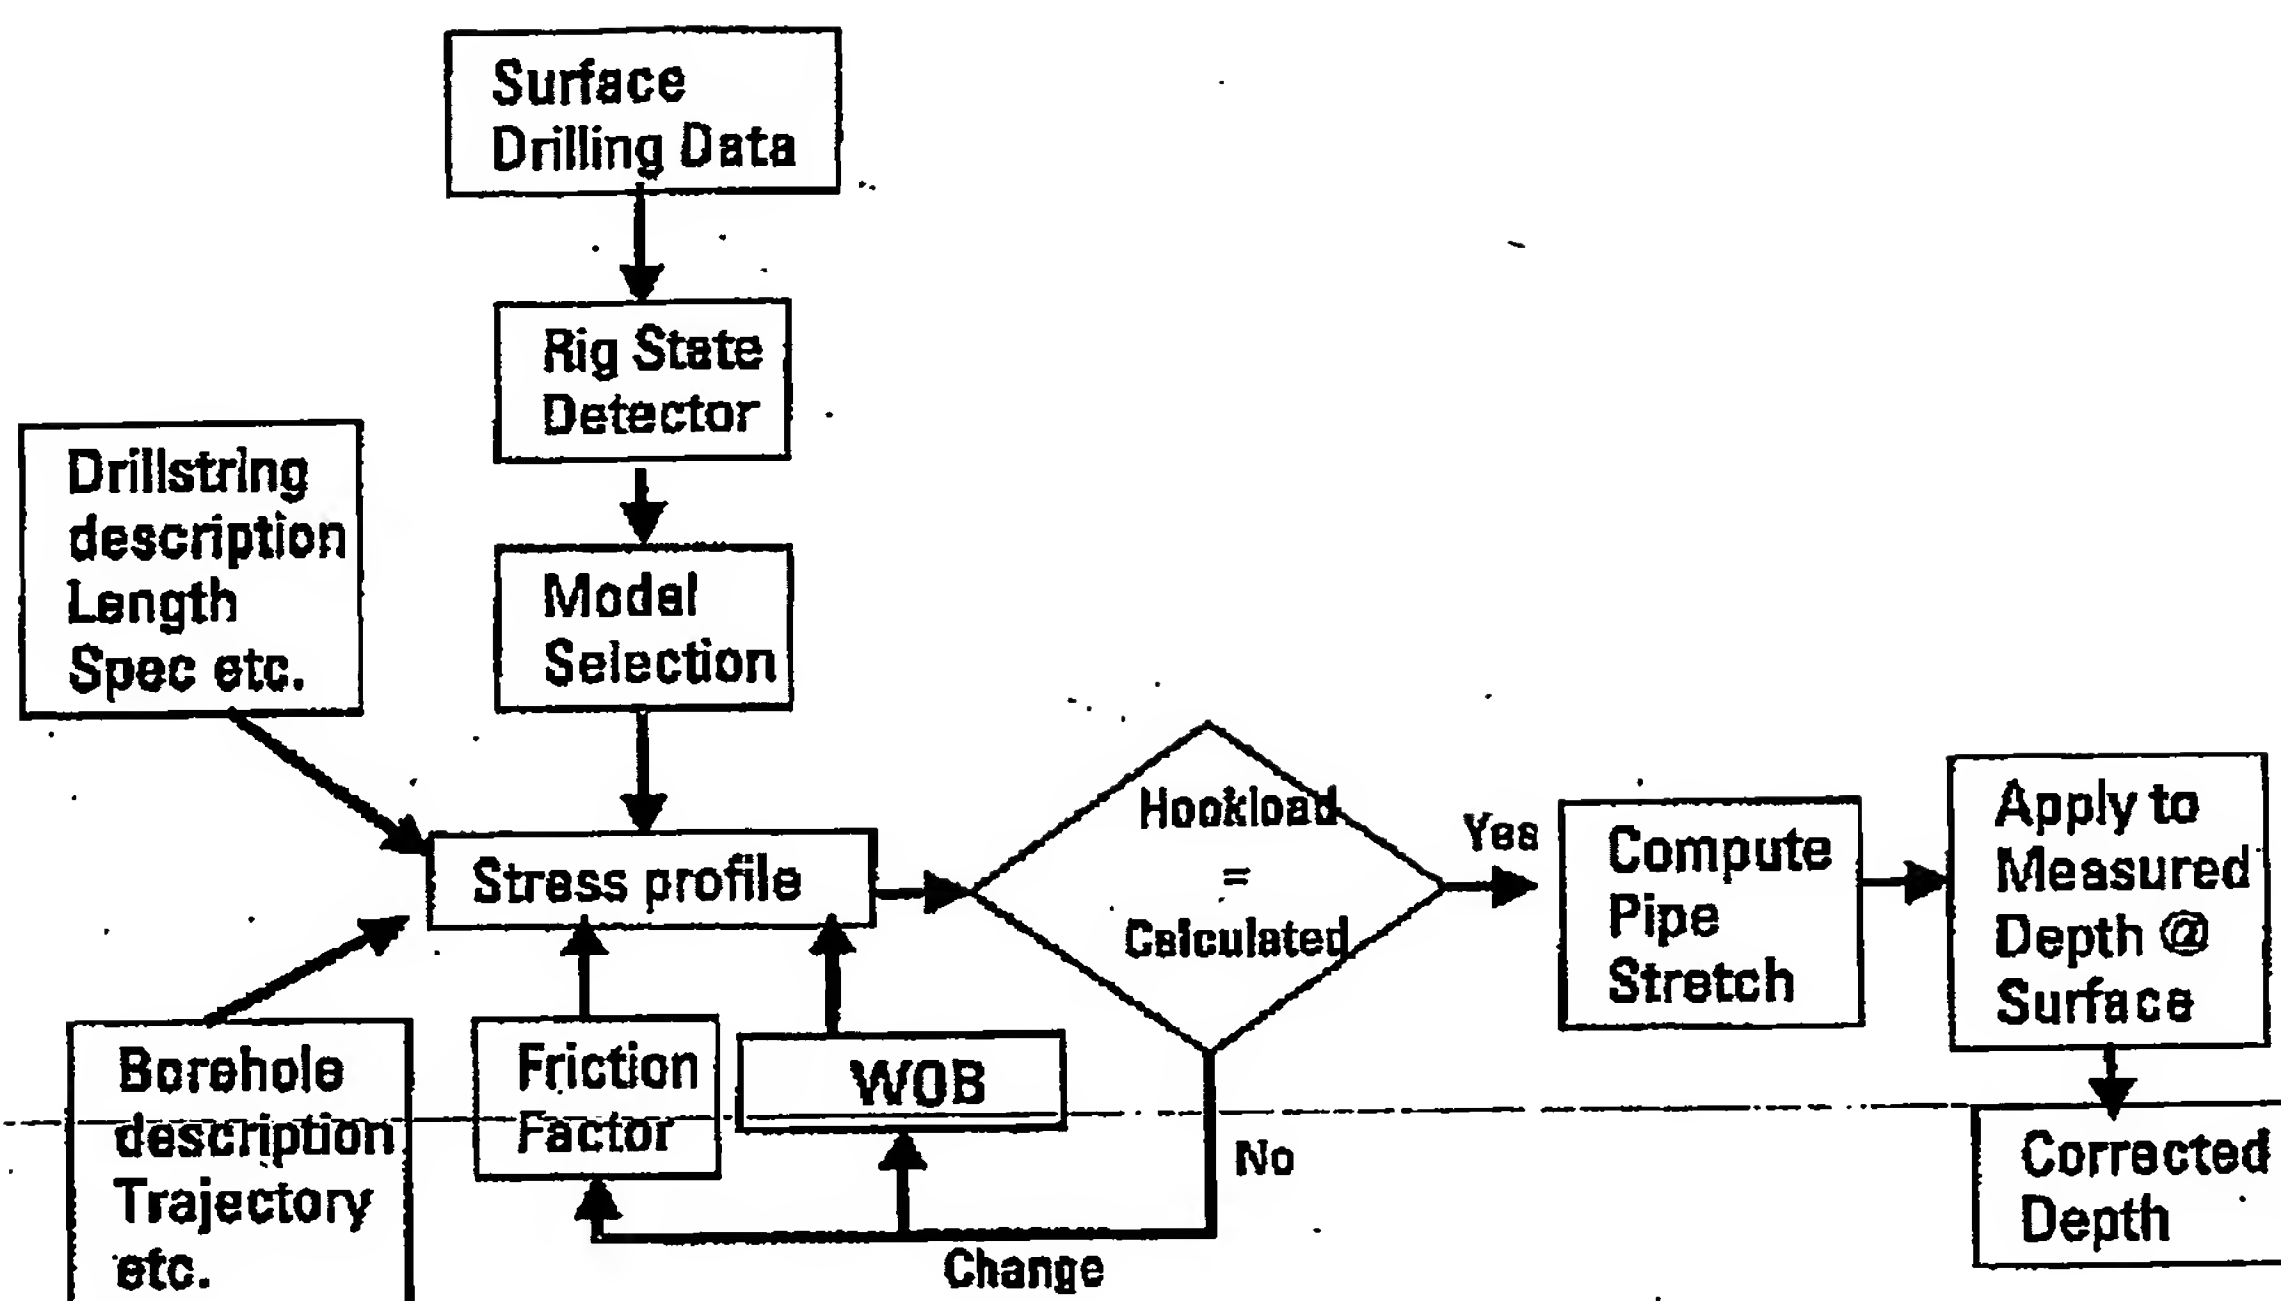 Surface
Drilling Data
Rig State
Detector
Drillstring
description
Length
Spec etc.
Model
Selection
Stress profile
Hookload
=
Calculated
Yes
Compute
Pipe
Stretch
Apply to
Measured
Depth @
Surface
Borehole
description
Trajectory
etc.
Friction
Factor
WOB
No
Change
Corrected
Depth